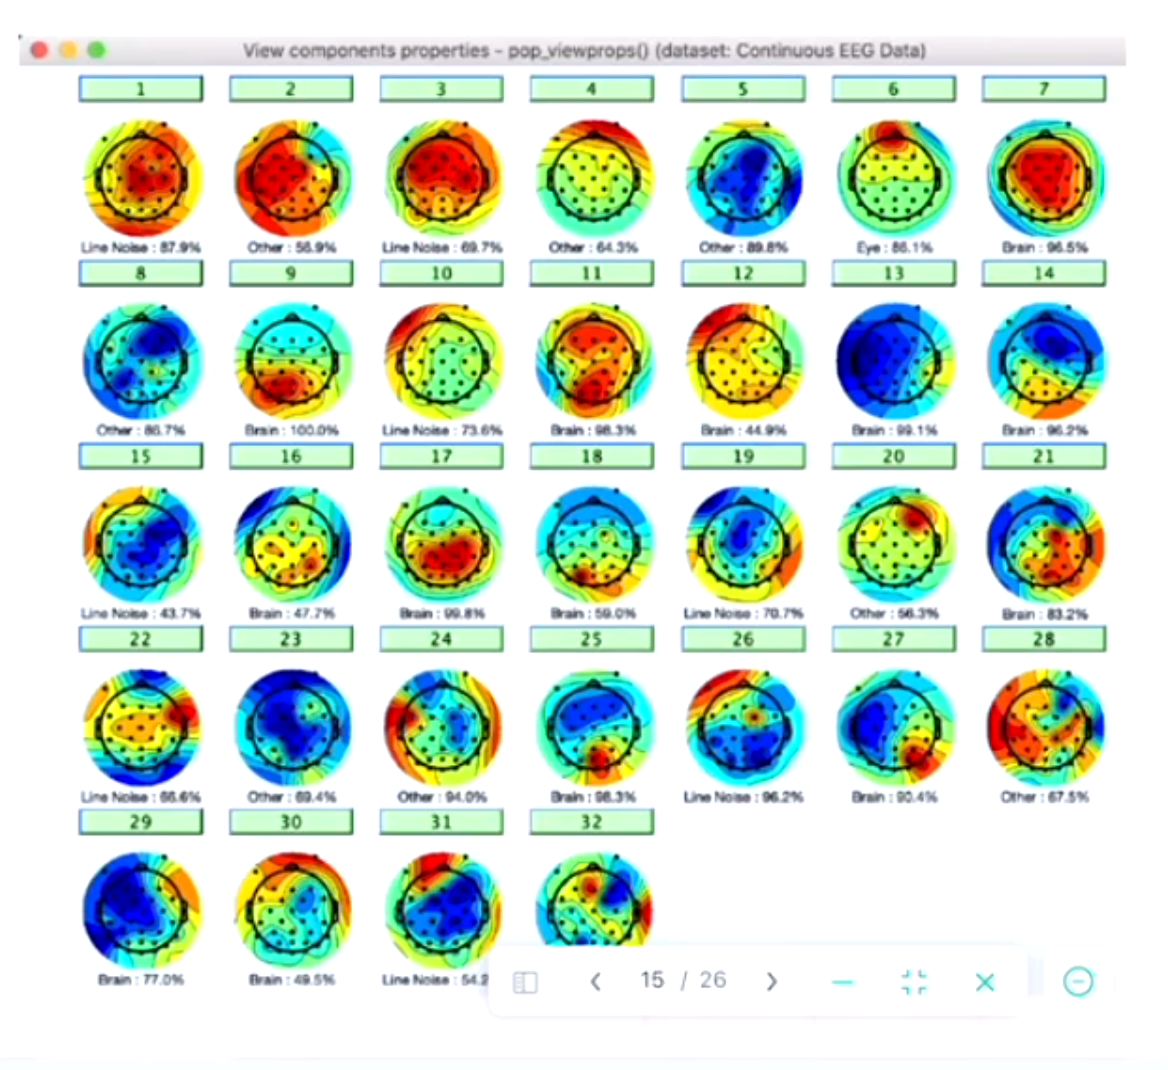 View components properties - pop_viewprops() (dataset: Continuous EEG Data)
1 2 3 4 5 6 7
Line Noise : 87.9% Other : 56.9% Line Noise : 69.7% Other : 64.3% Other : 89.8% Eye : 86.1% Brain : 96.5%
8 9 10 11 12 13 14
Other : 86.7% Brain : 100.0% Line Noise : 73.6% Brain : 98.3% Brain : 44.9% Brain : 99.1% Brain : 96.2%
15 16 17 18 19 20 21
Line Noise : 43.7% Brain : 47.7% Brain : 99.8% Brain : 59.0% Line Noise : 70.7% Other : 56.3% Brain : 83.2%
22 23 24 25 26 27 28
Line Noise : 66.6% Other : 69.4% Other : 94.0% Brain : 98.3% Line Noise : 96.2% Brain : 90.4% Other : 67.5%
29 30 31 32
Brain : 77.0% Brain : 49.5% Line Noise : 54.2
15 / 26